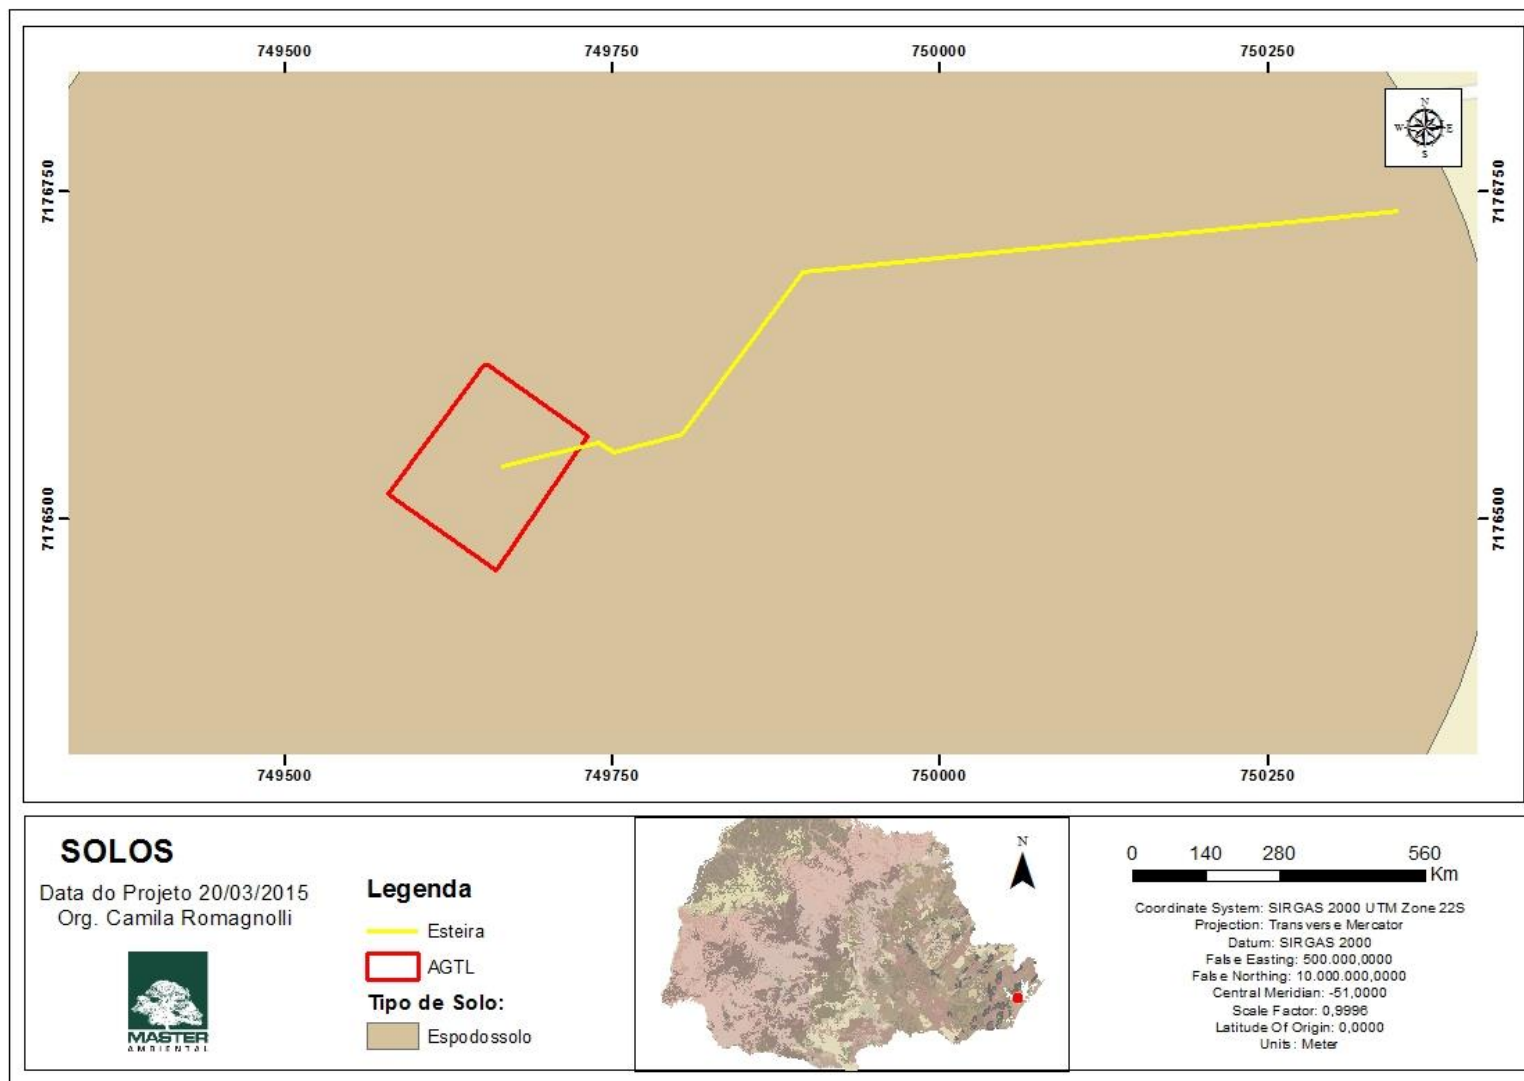 749500 749750 750000 750250
N
W E
S
7176750 7176750
7176500 7176500
749500 749750 750000 750250
SOLOS
Data do Projeto 20/03/2015
Org. Camila Romagnolli
MASTER
AMBIENTAL
Legenda
Esteira
AGTL
Tipo de Solo:
Espodossolo
N
0 140 280 560
Km
Coordinate System: SIRGAS 2000 UTM Zone 22S
Projection: Transverse Mercator
Datum: SIRGAS 2000
False Easting: 500.000,0000
False Northing: 10.000.000,0000
Central Meridian: -51,0000
Scale Factor: 0,9996
Latitude Of Origin: 0,0000
Units: Meter